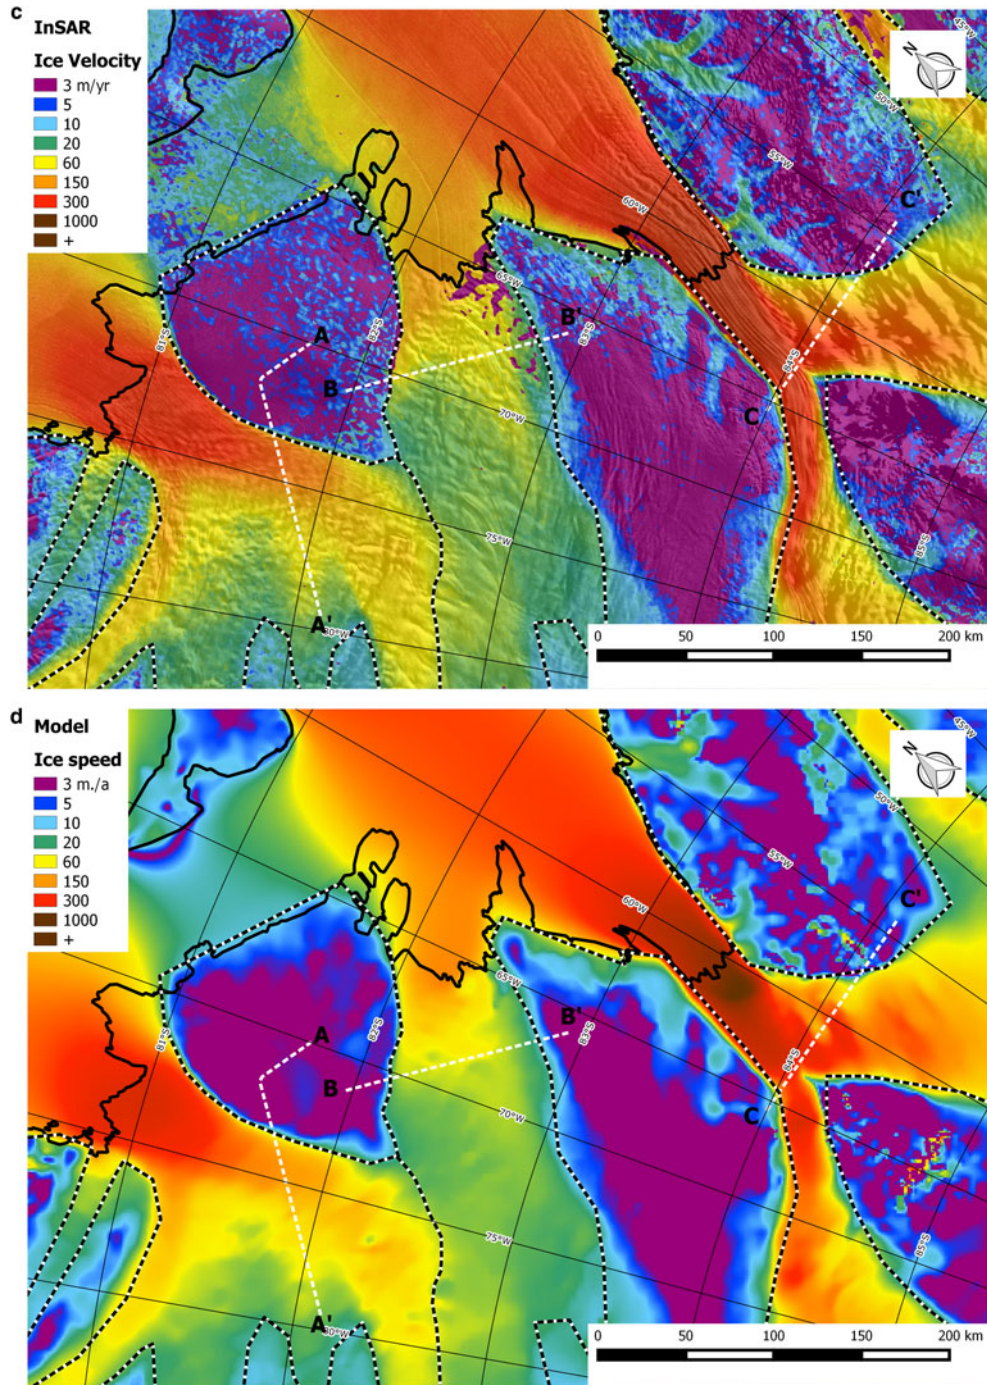 c
InSAR
Ice Velocity
3 m/yr
5
10
20
60
150
300
1000
+
N
45°W
50°W
55°W
60°W
65°W
70°W
75°W
80°W
81°S
82°S
83°S
84°S
85°S
A
A'
B
B'
C
C'
0 50 100 150 200 km
d
Model
Ice speed
3 m./a
5
10
20
60
150
300
1000
+
N
45°W
50°W
55°W
60°W
65°W
70°W
75°W
80°W
81°S
82°S
83°S
84°S
85°S
A
A'
B
B'
C
C'
0 50 100 150 200 km